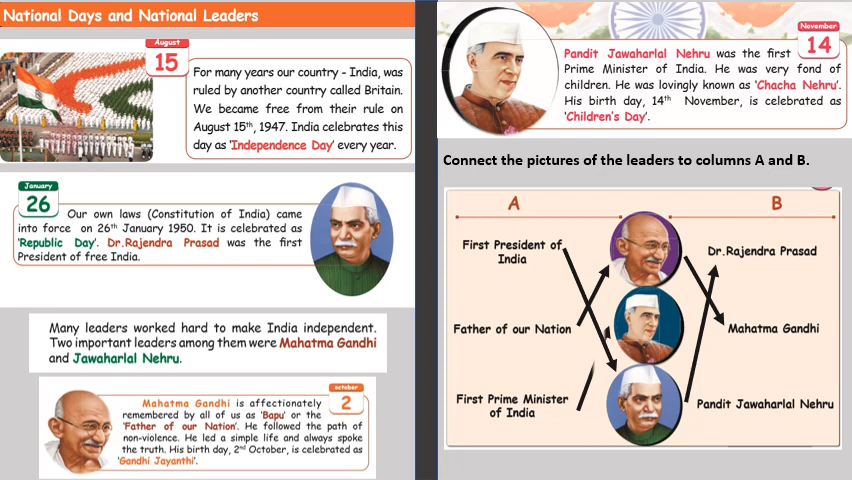 National Days and National Leaders
August
15
For many years our country - India, was
ruled by another country called Britain.
We became free from their rule on
August 15th, 1947. India celebrates this
day as 'Independence Day' every year.
January
26
Our own laws (Constitution of India) came
into force on 26th January 1950. It is celebrated as
'Republic Day'. Dr.Rajendra Prasad was the first
President of free India.
Many leaders worked hard to make India independent.
Two important leaders among them were Mahatma Gandhi
and Jawaharlal Nehru.
october
2
Mahatma Gandhi is affectionately
remembered by all of us as 'Bapu' or the
'Father of our Nation'. He followed the path of
non-violence. He led a simple life and always spoke
the truth. His birth day, 2nd October, is celebrated as
'Gandhi Jayanthi'.
November
14
Pandit Jawaharlal Nehru was the first
Prime Minister of India. He was very fond of
children. He was lovingly known as 'Chacha Nehru'.
His birth day, 14th November, is celebrated as
'Children's Day'.
Connect the pictures of the leaders to columns A and B.
A
B
First President of
India
Dr.Rajendra Prasad
Father of our Nation
Mahatma Gandhi
First Prime Minister
of India
Pandit Jawaharlal Nehru